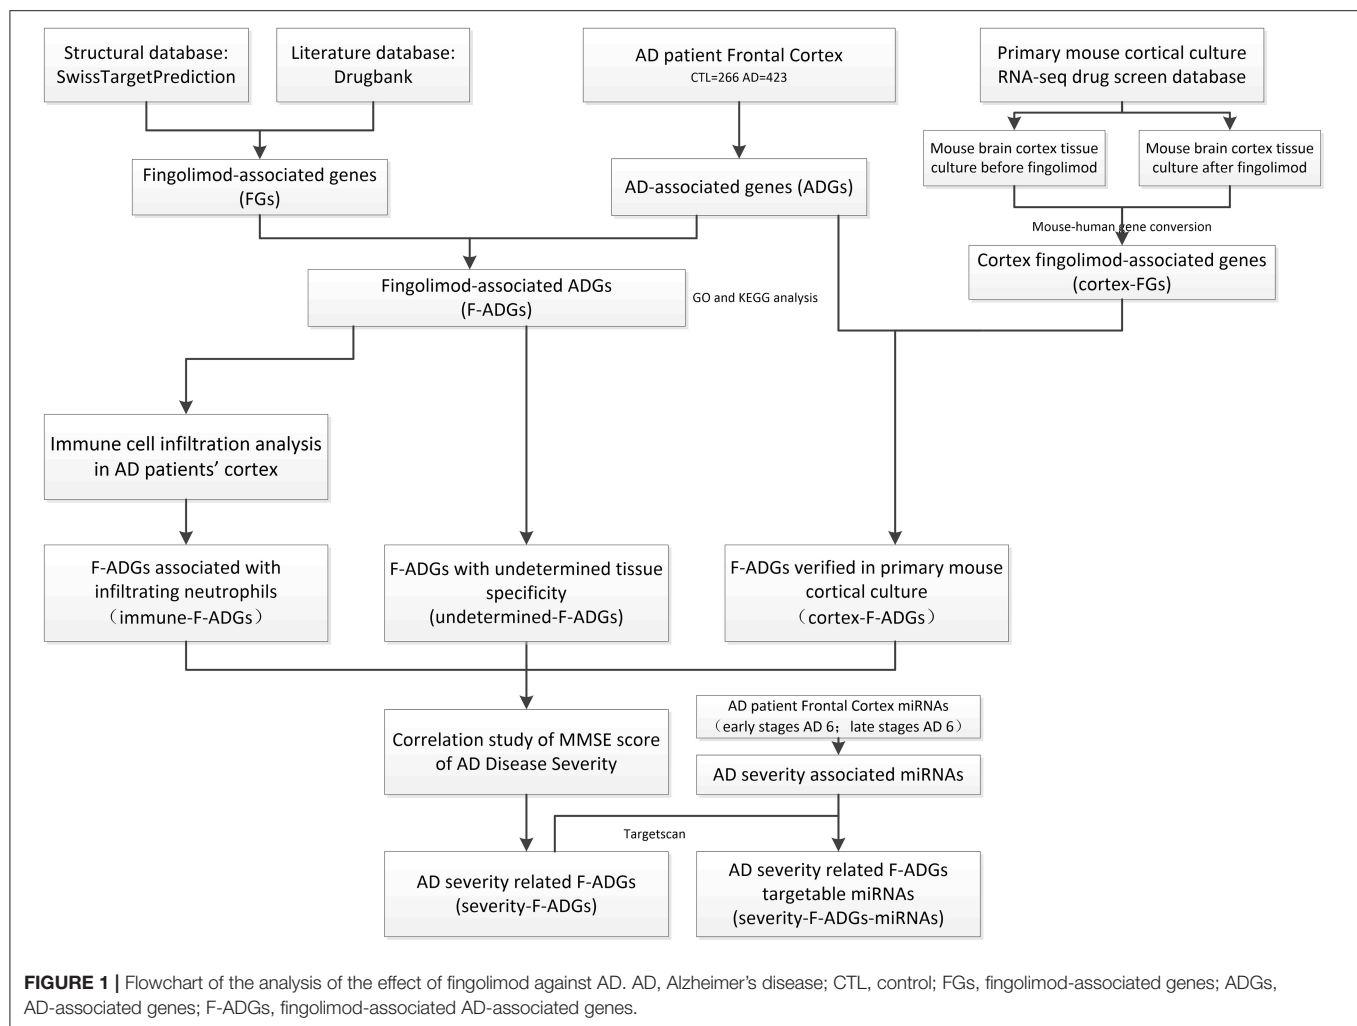 Structural database:
SwissTargetPrediction
Literature database:
Drugbank
AD patient Frontal Cortex
CTL=266 AD=423
Primary mouse cortical culture
RNA-seq drug screen database
Mouse brain cortex tissue
culture before fingolimod
Mouse brain cortex tissue
culture after fingolimod
Fingolimod-associated genes
(FGs)
AD-associated genes (ADGs)
Mouse-human gene conversion
Cortex fingolimod-associated genes
(cortex-FGs)
Fingolimod-associated ADGs
(F-ADGs)
GO and KEGG analysis
Immune cell infiltration analysis
in AD patients’ cortex
F-ADGs associated with
infiltrating neutrophils
（immune-F-ADGs）
F-ADGs with undetermined tissue
specificity
(undetermined-F-ADGs)
F-ADGs verified in primary mouse
cortical culture
（cortex-F-ADGs）
Correlation study of MMSE score
of AD Disease Severity
AD patient Frontal Cortex miRNAs
（early stages AD 6；late stages AD 6）
AD severity associated miRNAs
Targetscan
AD severity related F-ADGs
(severity-F-ADGs)
AD severity related F-ADGs
targetable miRNAs
(severity-F-ADGs-miRNAs)
FIGURE 1 | Flowchart of the analysis of the effect of fingolimod against AD. AD, Alzheimer’s disease; CTL, control; FGs, fingolimod-associated genes; ADGs,
AD-associated genes; F-ADGs, fingolimod-associated AD-associated genes.